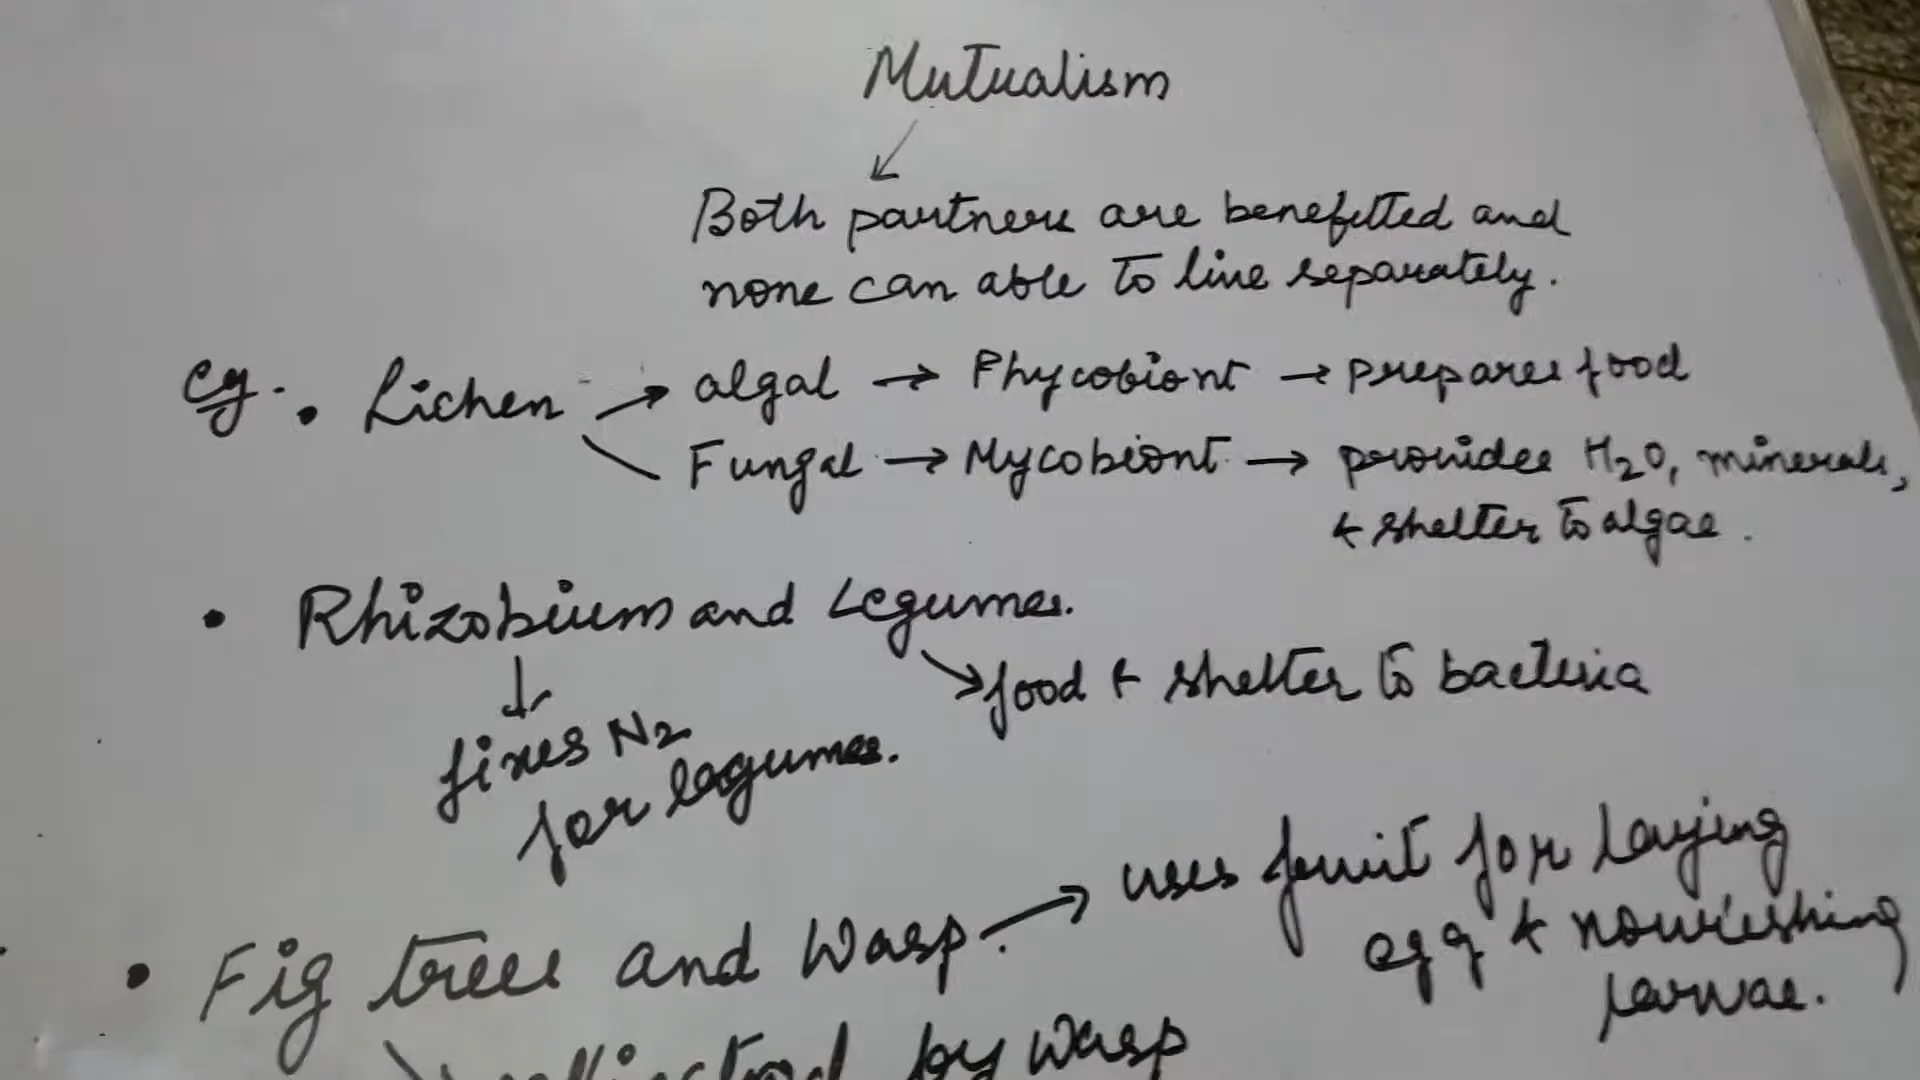 Mutualism
Both partners are benefitted and
none can able to live separately.
eg. • Lichen → algal → Phycobiont → prepares food
Fungal → Mycobiont → provides H2O, minerals,
& shelter to algae.
• Rhizobium and Legumes.
→ food & shelter to bacteria
fixes N2
for legumes.
• Fig trees and Wasp. → uses fruit for laying
egg & nourishing
larvae.
by wasp